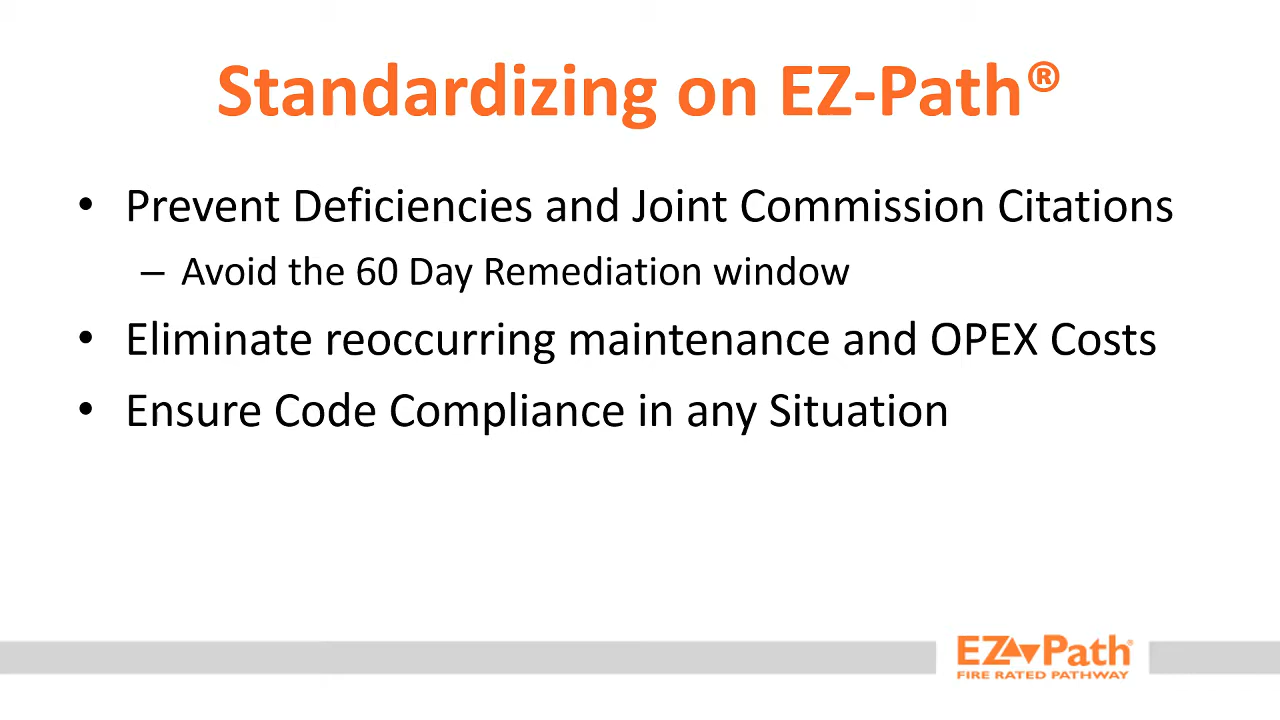 Standardizing on EZ-Path®
• Prevent Deficiencies and Joint Commission Citations
– Avoid the 60 Day Remediation window
• Eliminate reoccurring maintenance and OPEX Costs
• Ensure Code Compliance in any Situation
EZ Path®
FIRE RATED PATHWAY